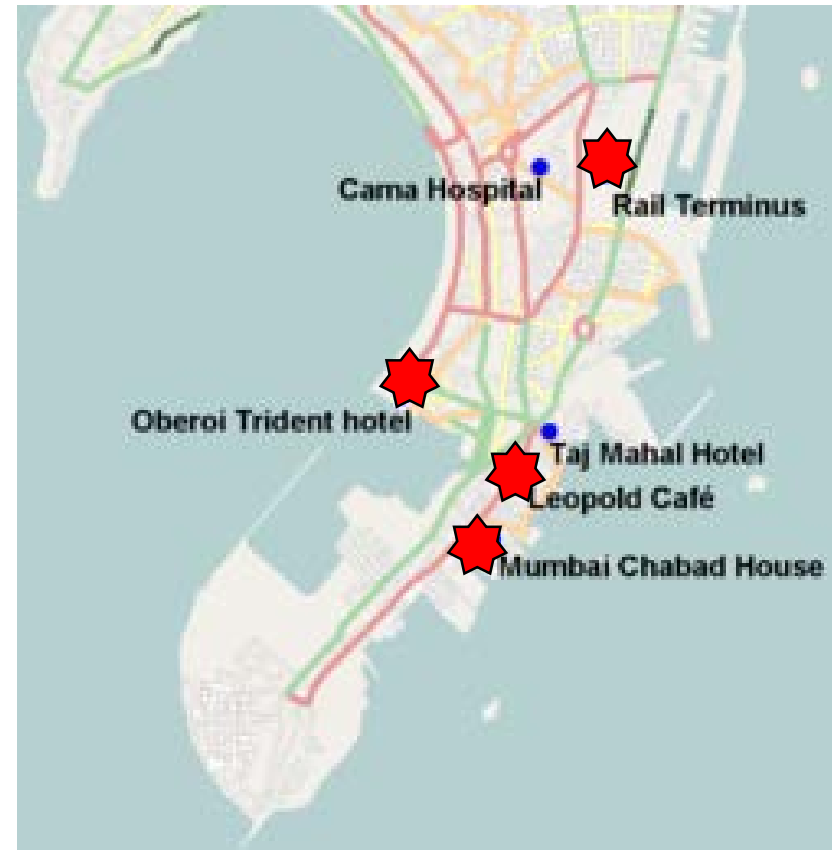 Cama Hospital
Rail Terminus
Oberoi Trident hotel
Taj Mahal Hotel
Leopold Café
Mumbai Chabad House